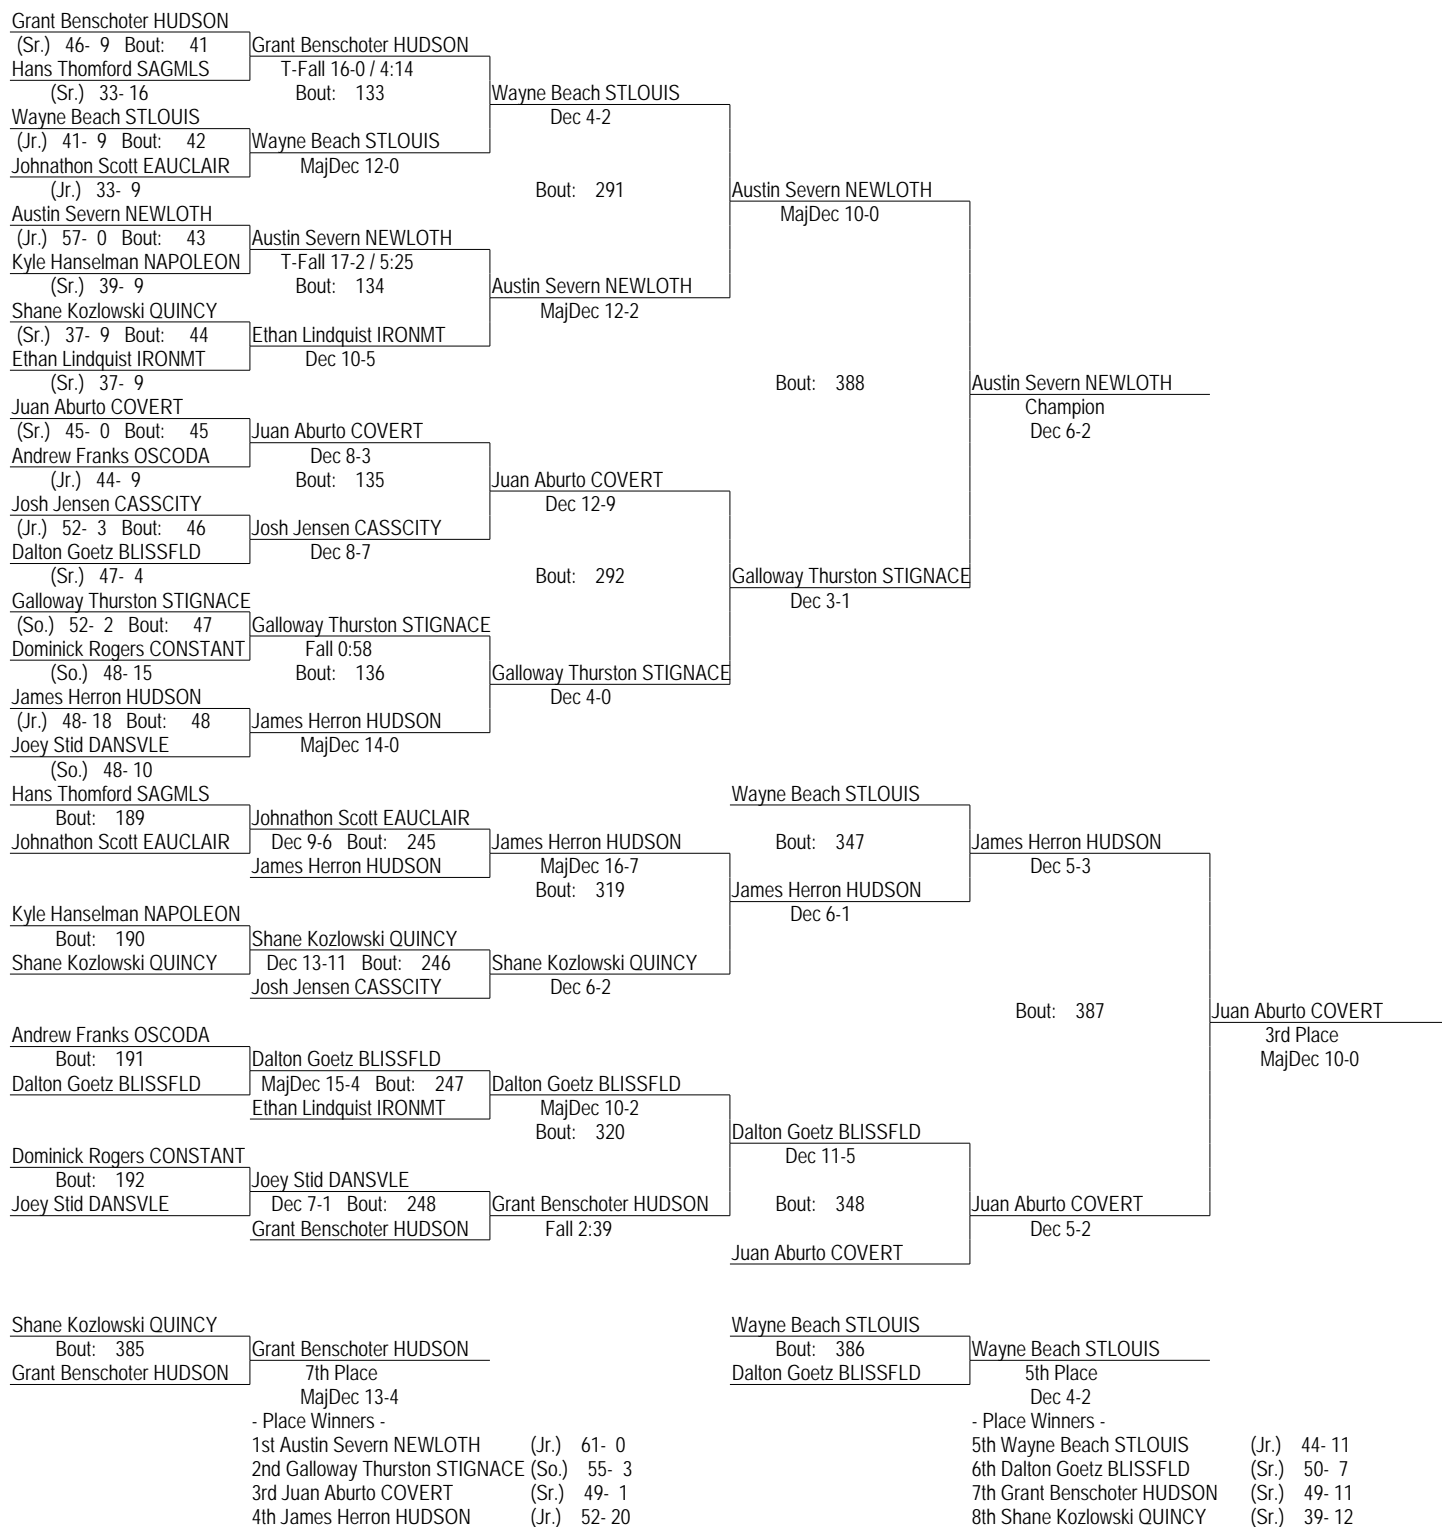 Grant Benschoter HUDSON
(Sr.) 46- 9 Bout: 41 Grant Benschoter HUDSON
Hans Thomford SAGMLS T-Fall 16-0 / 4:14
(Sr.) 33- 16 Bout: 133 Wayne Beach STLOUIS
Wayne Beach STLOUIS Dec 4-2
(Jr.) 41- 9 Bout: 42 Wayne Beach STLOUIS
Johnathon Scott EAUCLAIR MajDec 12-0
(Jr.) 33- 9 Bout: 291 Austin Severn NEWLOTH
Austin Severn NEWLOTH MajDec 10-0
(Jr.) 57- 0 Bout: 43 Austin Severn NEWLOTH
Kyle Hanselman NAPOLEON T-Fall 17-2 / 5:25
(Sr.) 39- 9 Bout: 134 Austin Severn NEWLOTH
Shane Kozlowski QUINCY MajDec 12-2
(Sr.) 37- 9 Bout: 44 Ethan Lindquist IRONMT
Ethan Lindquist IRONMT Dec 10-5
(Sr.) 37- 9 Bout: 388 Austin Severn NEWLOTH
Juan Aburto COVERT Champion
(Sr.) 45- 0 Bout: 45 Juan Aburto COVERT Dec 6-2
Andrew Franks OSCODA Dec 8-3
(Jr.) 44- 9 Bout: 135 Juan Aburto COVERT
Josh Jensen CASSCITY Dec 12-9
(Jr.) 52- 3 Bout: 46 Josh Jensen CASSCITY
Dalton Goetz BLISSFLD Dec 8-7
(Sr.) 47- 4 Bout: 292 Galloway Thurston STIGNACE
Galloway Thurston STIGNACE Dec 3-1
(So.) 52- 2 Bout: 47 Galloway Thurston STIGNACE
Dominick Rogers CONSTANT Fall 0:58
(So.) 48- 15 Bout: 136 Galloway Thurston STIGNACE
James Herron HUDSON Dec 4-0
(Jr.) 48- 18 Bout: 48 James Herron HUDSON
Joey Stid DANSVLE MajDec 14-0
(So.) 48- 10
Hans Thomford SAGMLS Wayne Beach STLOUIS
Bout: 189 Johnathon Scott EAUCLAIR
Johnathon Scott EAUCLAIR Dec 9-6 Bout: 245 James Herron HUDSON Bout: 347 James Herron HUDSON
James Herron HUDSON MajDec 16-7 Dec 5-3
Bout: 319 James Herron HUDSON
Kyle Hanselman NAPOLEON Dec 6-1
Bout: 190 Shane Kozlowski QUINCY
Shane Kozlowski QUINCY Dec 13-11 Bout: 246 Shane Kozlowski QUINCY
Josh Jensen CASSCITY Dec 6-2
Bout: 387 Juan Aburto COVERT
Andrew Franks OSCODA 3rd Place
Bout: 191 Dalton Goetz BLISSFLD MajDec 10-0
Dalton Goetz BLISSFLD MajDec 15-4 Bout: 247 Dalton Goetz BLISSFLD
Ethan Lindquist IRONMT MajDec 10-2
Bout: 320 Dalton Goetz BLISSFLD
Dominick Rogers CONSTANT Dec 11-5
Bout: 192 Joey Stid DANSVLE
Joey Stid DANSVLE Dec 7-1 Bout: 248 Grant Benschoter HUDSON Bout: 348 Juan Aburto COVERT
Grant Benschoter HUDSON Fall 2:39 Dec 5-2
Juan Aburto COVERT
Shane Kozlowski QUINCY Wayne Beach STLOUIS
Bout: 385 Grant Benschoter HUDSON Bout: 386 Wayne Beach STLOUIS
Grant Benschoter HUDSON 7th Place Dalton Goetz BLISSFLD 5th Place
MajDec 13-4 Dec 4-2
- Place Winners - - Place Winners -
1st Austin Severn NEWLOTH (Jr.) 61- 0 5th Wayne Beach STLOUIS (Jr.) 44- 11
2nd Galloway Thurston STIGNACE (So.) 55- 3 6th Dalton Goetz BLISSFLD (Sr.) 50- 7
3rd Juan Aburto COVERT (Sr.) 49- 1 7th Grant Benschoter HUDSON (Sr.) 49- 11
4th James Herron HUDSON (Jr.) 52- 20 8th Shane Kozlowski QUINCY (Sr.) 39- 12